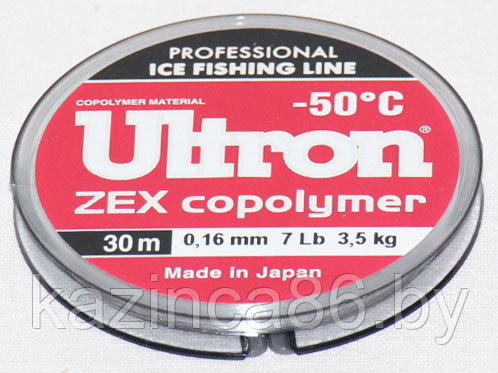 PROFESSIONAL
ICE FISHING LINE
COPOLYMER MATERIAL
-50°C
Ultron®
ZEX copolymer
30 m 0,16 mm 7 Lb 3,5 kg
Made in Japan
kazinca86.by